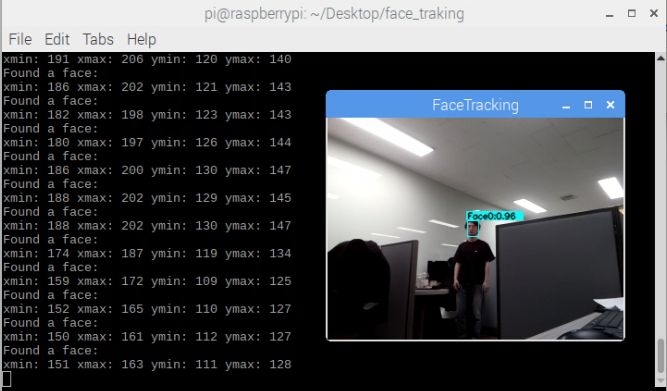 pi@raspberrypi: ~/Desktop/face_traking
File Edit Tabs Help
xmin: 191 xmax: 206 ymin: 120 ymax: 140
Found a face:
xmin: 186 xmax: 202 ymin: 121 ymax: 143
Found a face:
xmin: 182 xmax: 198 ymin: 123 ymax: 143
Found a face:
xmin: 180 xmax: 197 ymin: 126 ymax: 144
Found a face:
xmin: 186 xmax: 200 ymin: 130 ymax: 147
Found a face:
xmin: 188 xmax: 202 ymin: 129 ymax: 145
Found a face:
xmin: 188 xmax: 202 ymin: 130 ymax: 147
Found a face:
xmin: 174 xmax: 187 ymin: 119 ymax: 134
Found a face:
xmin: 159 xmax: 172 ymin: 109 ymax: 125
Found a face:
xmin: 152 xmax: 165 ymin: 110 ymax: 127
Found a face:
xmin: 150 xmax: 161 ymin: 112 ymax: 127
Found a face:
xmin: 151 xmax: 163 ymin: 111 ymax: 128
FaceTracking
Face0:0.96